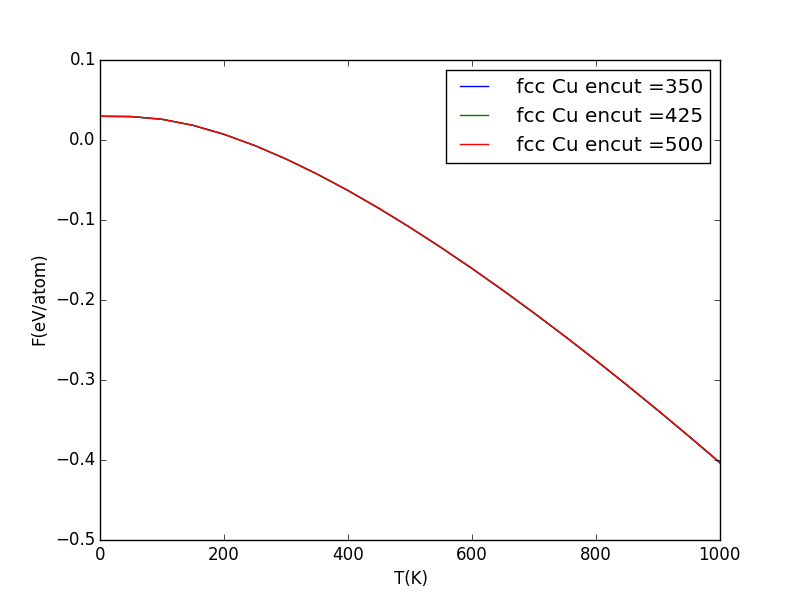 0.1
0.0
−0.1
−0.2
−0.3
−0.4
−0.5
0 200 400 600 800 1000
T(K)
F(eV/atom)
fcc Cu encut =350
fcc Cu encut =425
fcc Cu encut =500